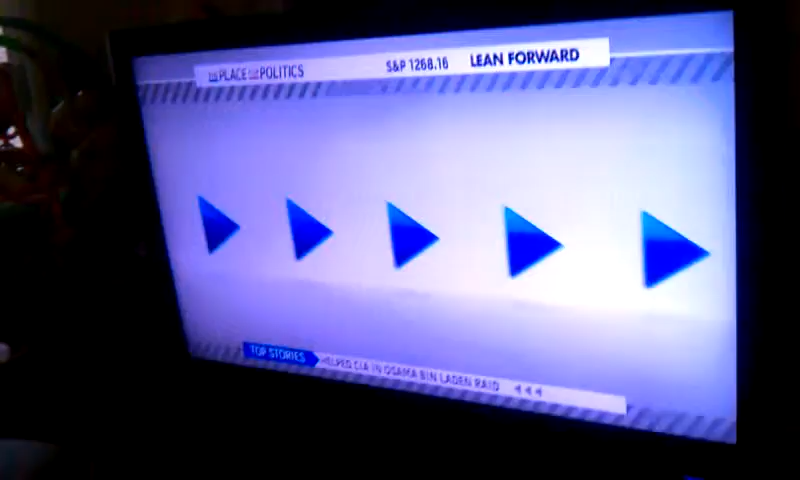 THE PLACE FOR POLITICS S&P 1268.16 LEAN FORWARD
TOP STORIES HELPED CIA IN OSAMA BIN LADEN RAID